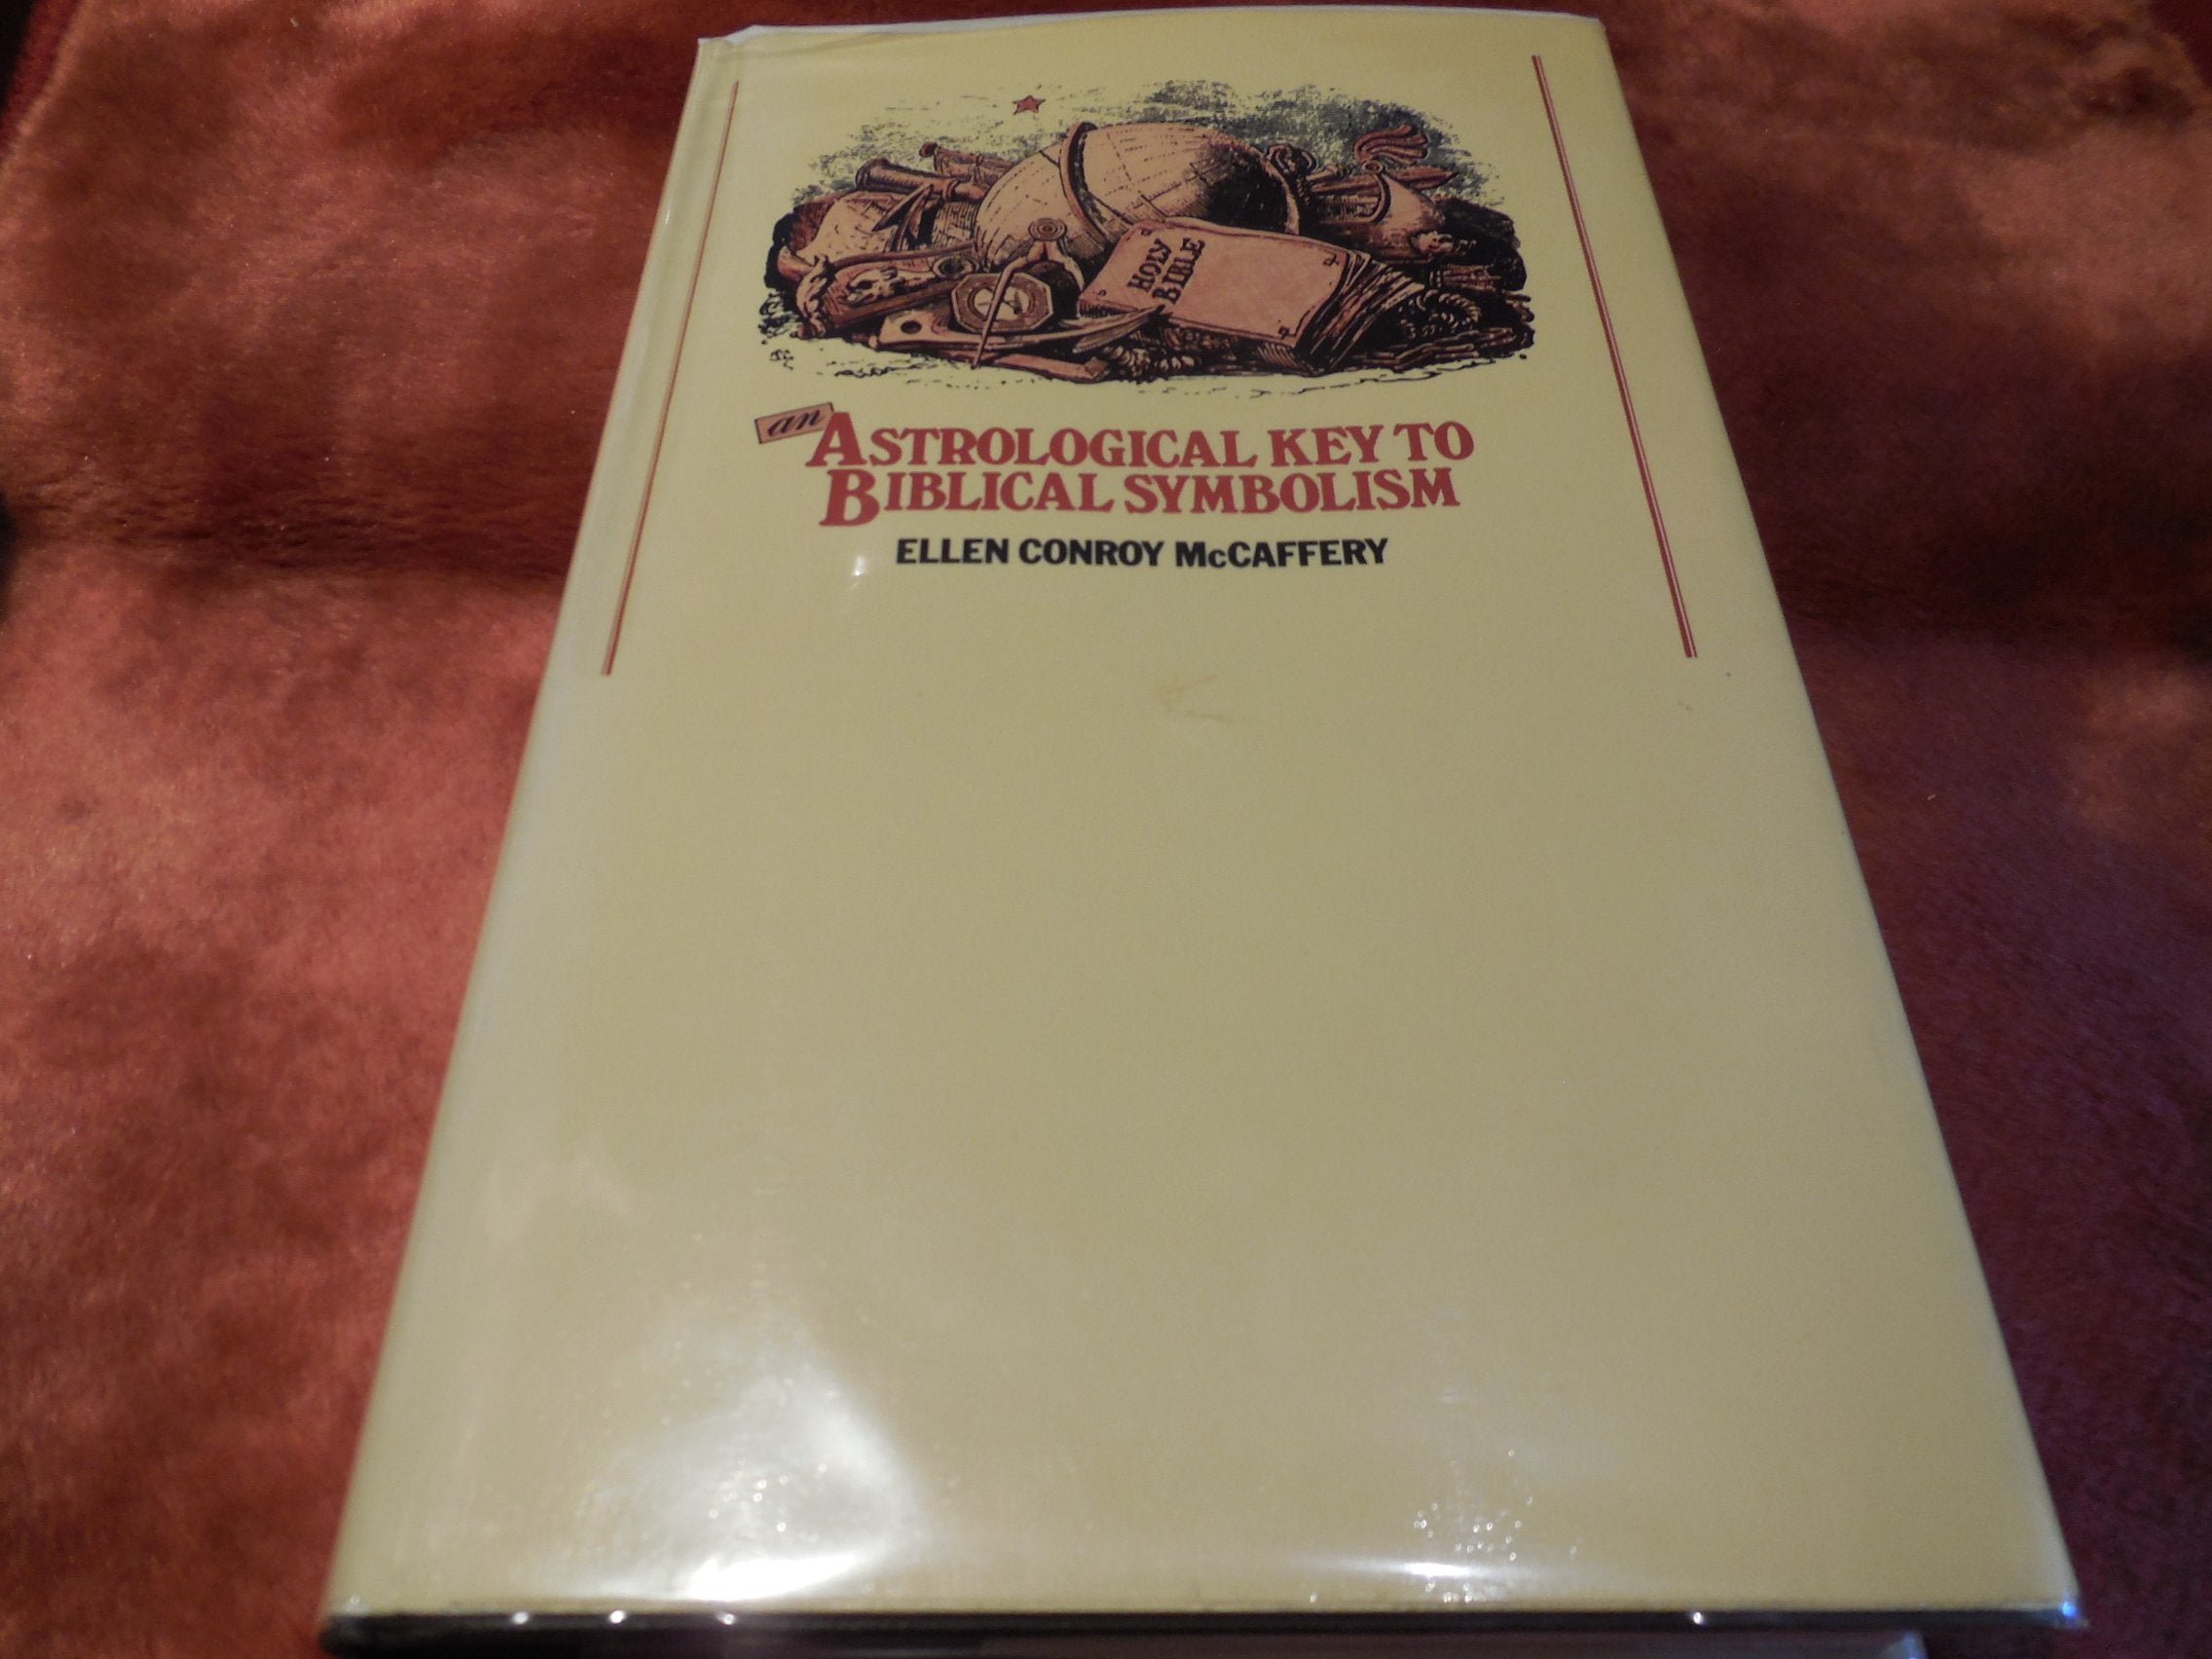 HOLY
BIBLE
an ASTROLOGICAL KEY TO
BIBLICAL SYMBOLISM
ELLEN CONROY McCAFFERY